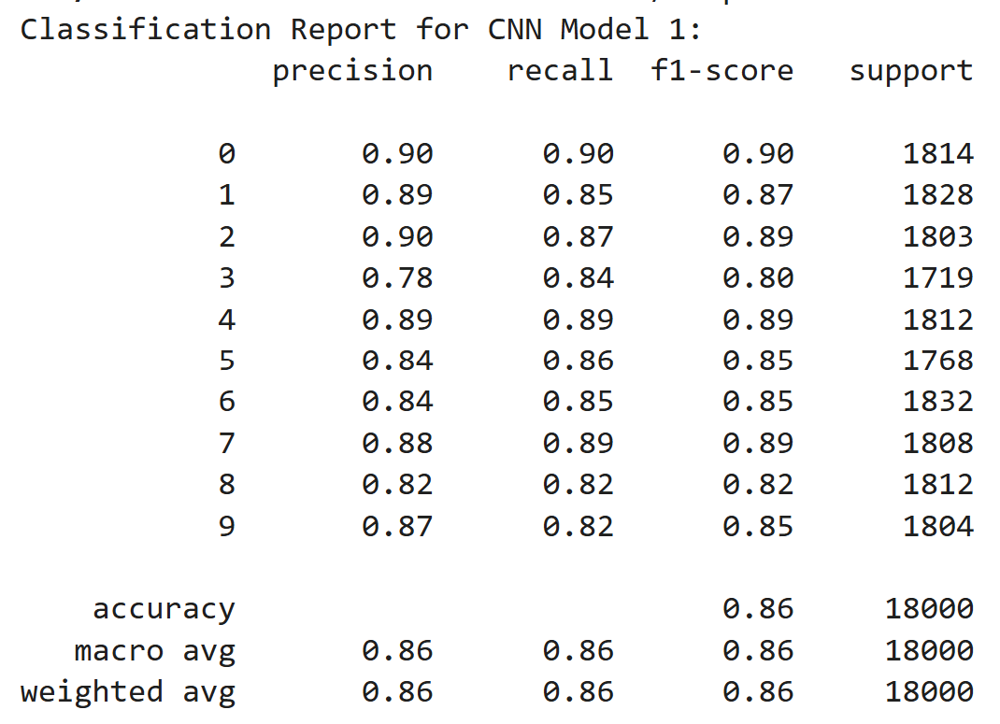 Classification Report for CNN Model 1:
precision recall f1-score support
0 0.90 0.90 0.90 1814
1 0.89 0.85 0.87 1828
2 0.90 0.87 0.89 1803
3 0.78 0.84 0.80 1719
4 0.89 0.89 0.89 1812
5 0.84 0.86 0.85 1768
6 0.84 0.85 0.85 1832
7 0.88 0.89 0.89 1808
8 0.82 0.82 0.82 1812
9 0.87 0.82 0.85 1804
accuracy 0.86 18000
macro avg 0.86 0.86 0.86 18000
weighted avg 0.86 0.86 0.86 18000